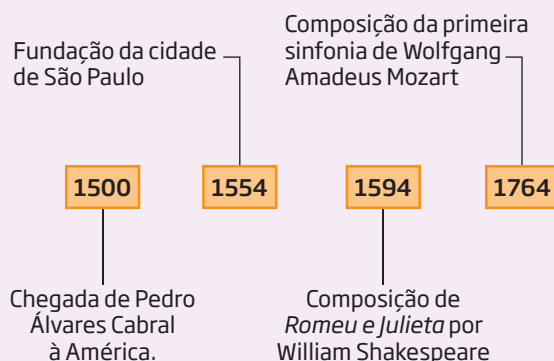 Fundação da cidade
de São Paulo
Composição da primeira
sinfonia de Wolfgang
Amadeus Mozart
1500
1554
1594
1764
Chegada de Pedro
Álvares Cabral
à América.
Composição de
Romeu e Julieta por
William Shakespeare